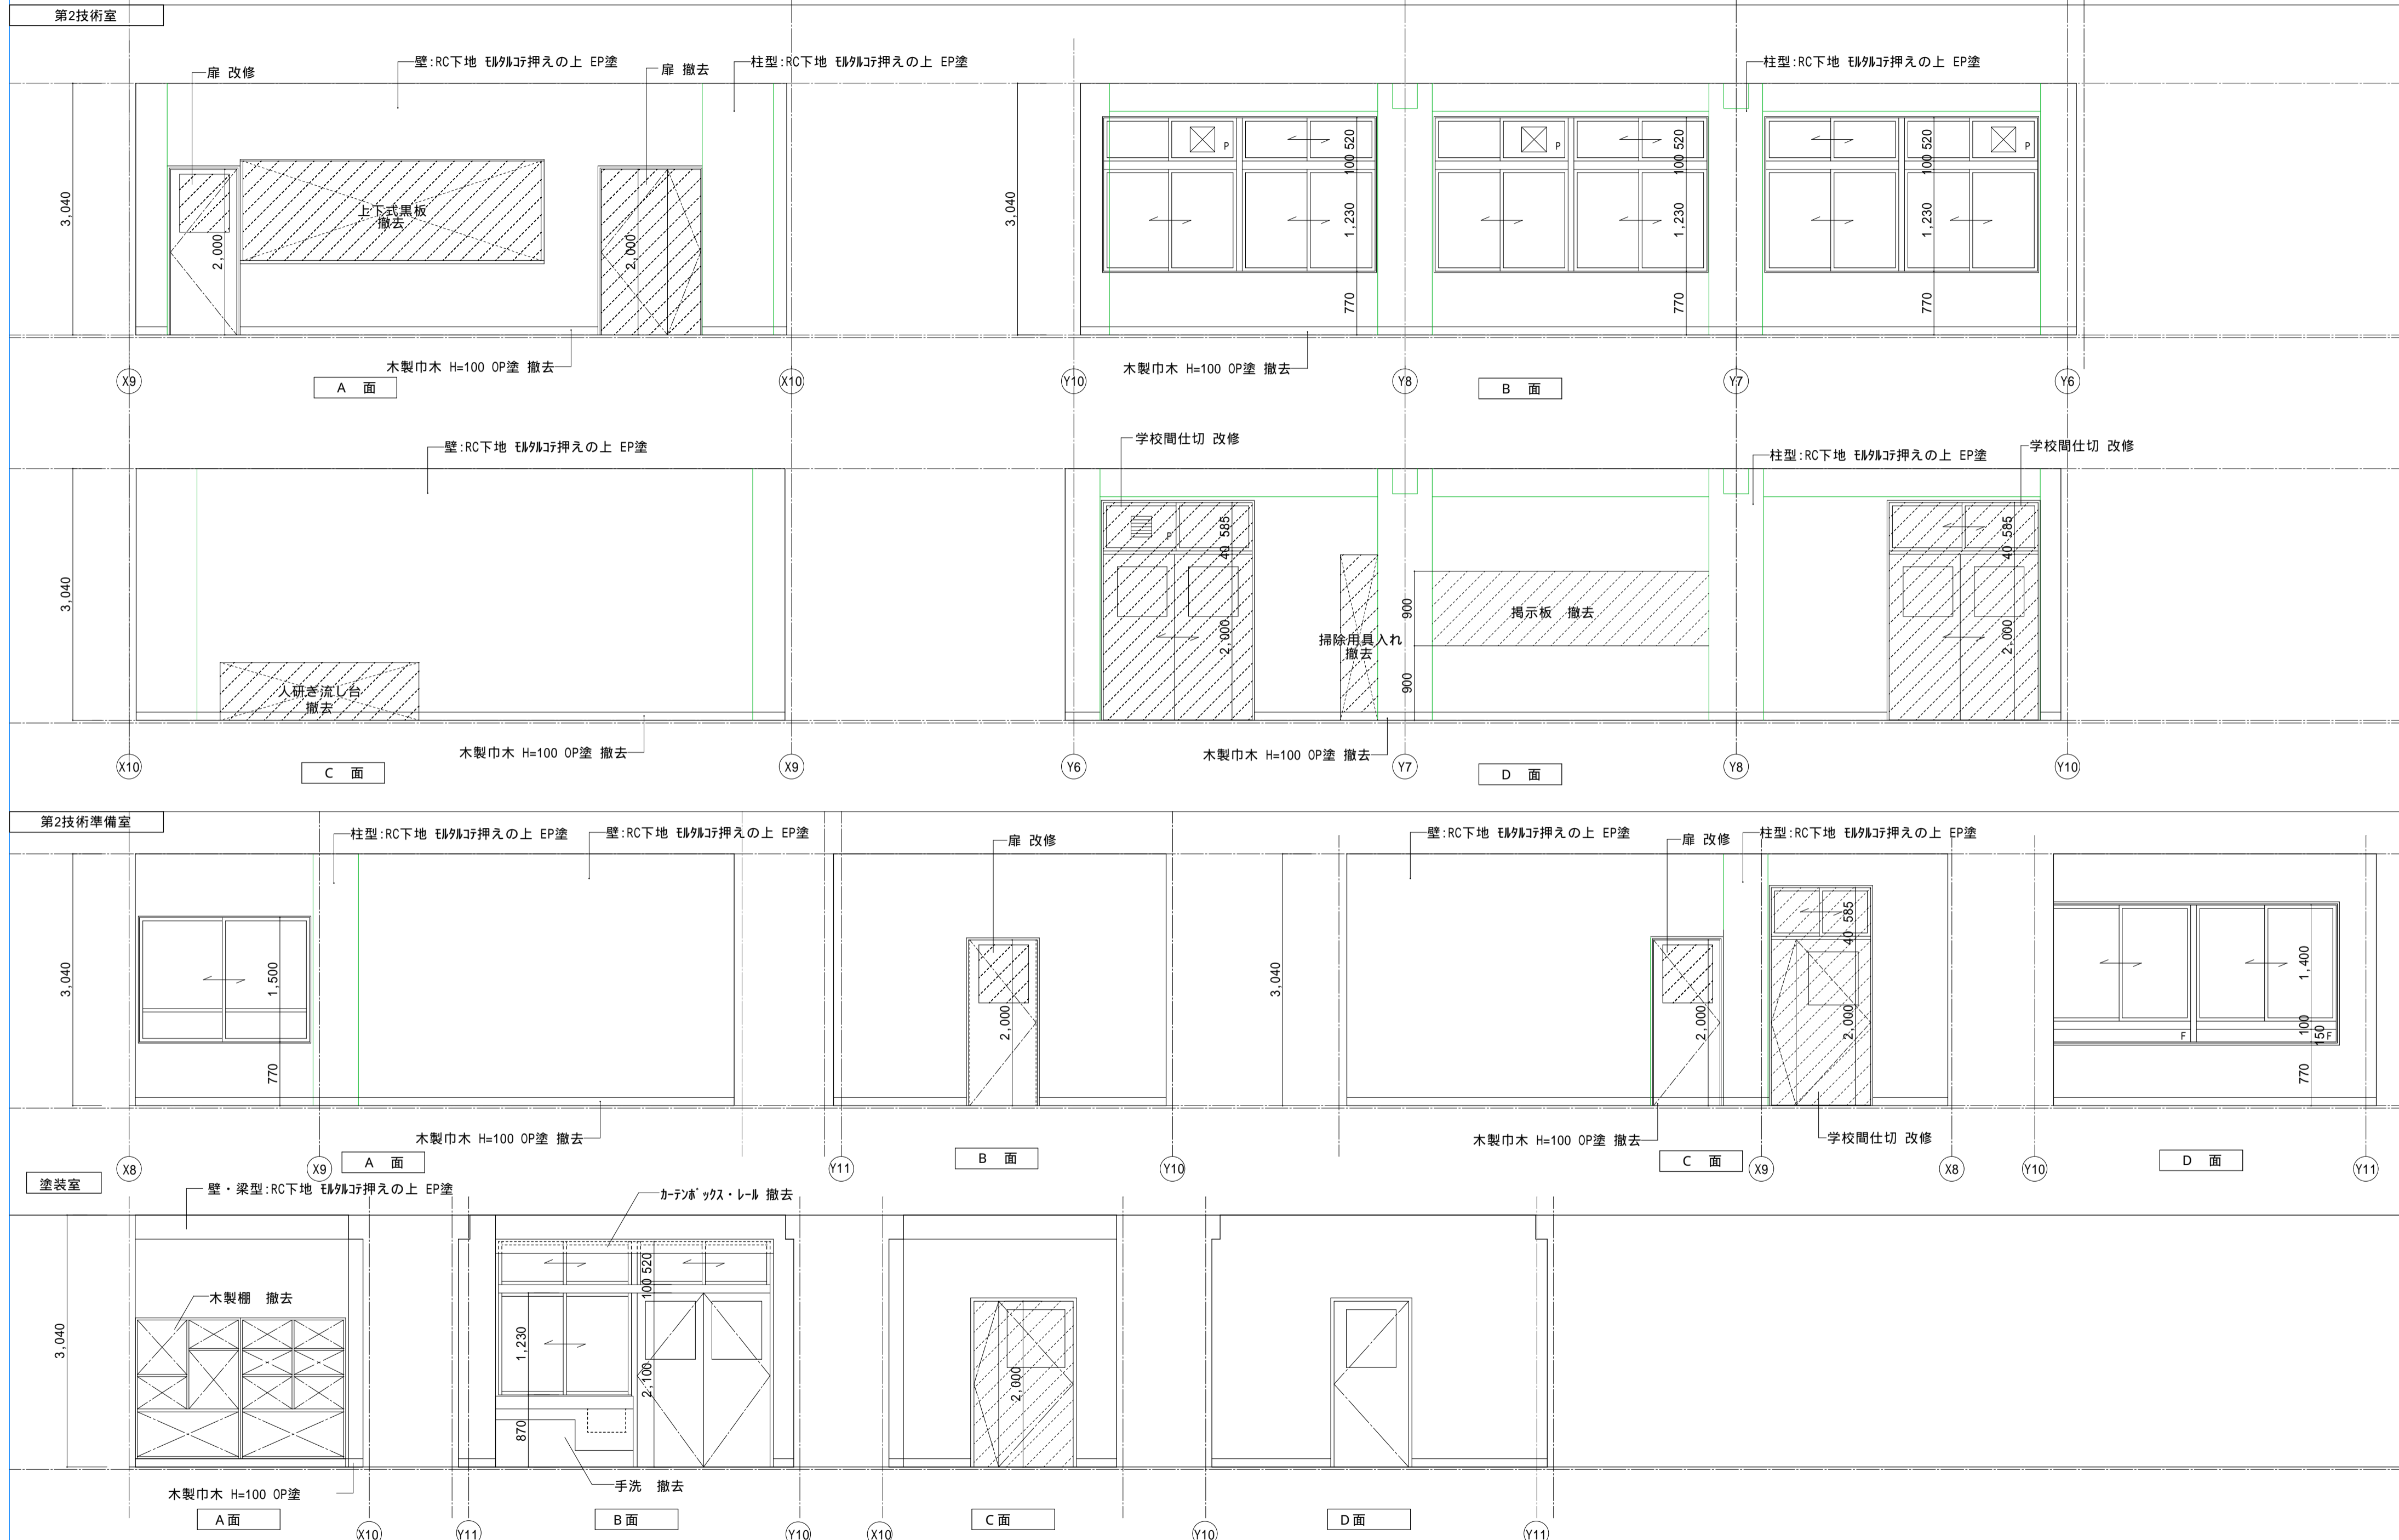 第2技術室
扉 改修
壁:RC下地 ﾓﾙﾀﾙｺﾃ押えの上 EP塗
扉 撤去
柱型:RC下地 ﾓﾙﾀﾙｺﾃ押えの上 EP塗
柱型:RC下地 ﾓﾙﾀﾙｺﾃ押えの上 EP塗
3,040
2,000
上下式黒板
撤去
2,000
3,040
P
520
100
1,230
770
P
520
100
1,230
770
P
520
100
1,230
770
木製巾木 H=100 OP塗 撤去
木製巾木 H=100 OP塗 撤去
X9
A 面
X10
Y10
Y8
B 面
Y7
Y6
壁:RC下地 ﾓﾙﾀﾙｺﾃ押えの上 EP塗
学校間仕切 改修
柱型:RC下地 ﾓﾙﾀﾙｺﾃ押えの上 EP塗
学校間仕切 改修
3,040
人研ぎ流し台
撤去
P
585
40
2,000
掃除用具入れ
撤去
900
900
掲示板 撤去
585
40
2,000
木製巾木 H=100 OP塗 撤去
木製巾木 H=100 OP塗 撤去
X10
C 面
X9
Y6
Y7
D 面
Y8
Y10
第2技術準備室
柱型:RC下地 ﾓﾙﾀﾙｺﾃ押えの上 EP塗
壁:RC下地 ﾓﾙﾀﾙｺﾃ押えの上 EP塗
扉 改修
壁:RC下地 ﾓﾙﾀﾙｺﾃ押えの上 EP塗
扉 改修
柱型:RC下地 ﾓﾙﾀﾙｺﾃ押えの上 EP塗
3,040
1,500
770
2,000
3,040
2,000
585
40
2,000
1,400
100
150
770
F
F
木製巾木 H=100 OP塗 撤去
木製巾木 H=100 OP塗 撤去
学校間仕切 改修
X8
X9
A 面
Y11
B 面
Y10
C 面
X9
X8
Y10
D 面
Y11
塗装室
壁・梁型:RC下地 ﾓﾙﾀﾙｺﾃ押えの上 EP塗
ｶｰﾃﾝﾎﾞｯｸｽ・ﾚｰﾙ 撤去
3,040
木製棚 撤去
520
100
1,230
2,100
870
手洗 撤去
2,000
木製巾木 H=100 OP塗
A面
X10
Y11
B面
Y10
X10
C面
Y10
D面
Y11